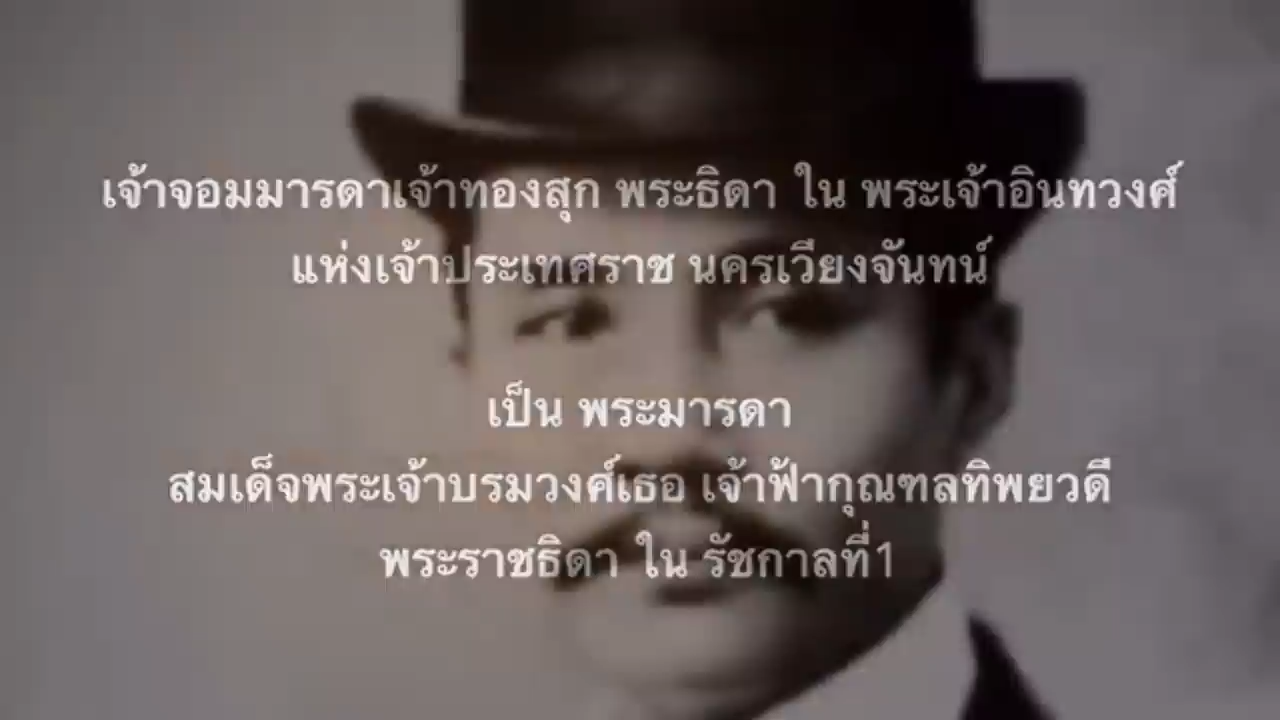 เจ้าจอมมารดาเจ้าทองสุก พระธิดา ใน พระเจ้าอินทวงศ์
แห่งเจ้าประเทศราช นครเวียงจันทน์
เป็น พระมารดา
สมเด็จพระเจ้าบรมวงศ์เธอ เจ้าฟ้ากุณฑลทิพยวดี
พระราชธิดา ใน รัชกาลที่1